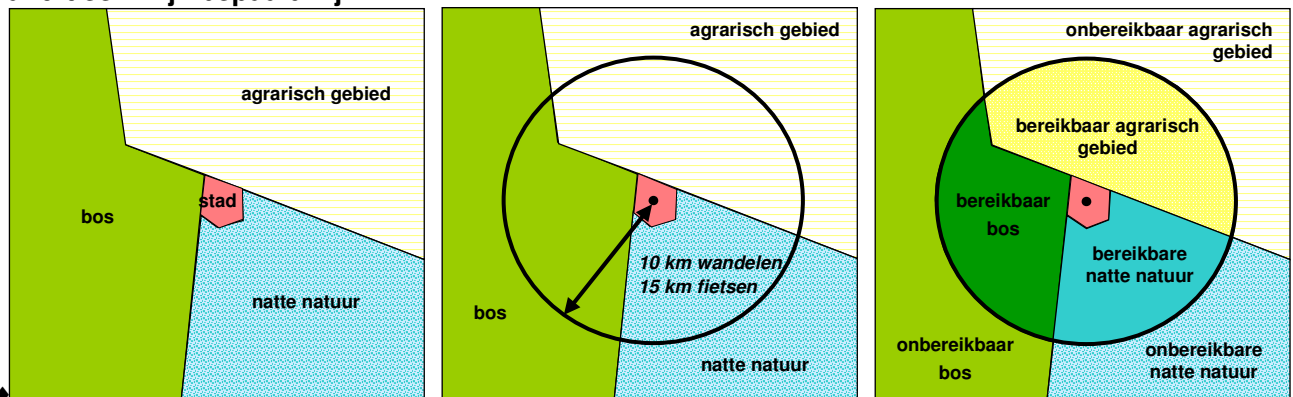 agrarisch gebied
stad
bos
natte natuur
agrarisch gebied
10 km wandelen
15 km fietsen
bos
natte natuur
onbereikbaar agrarisch
gebied
bereikbaar agrarisch
gebied
bereikbaar
bos
bereikbare
natte natuur
onbereikbaar
bos
onbereikbare
natte natuur